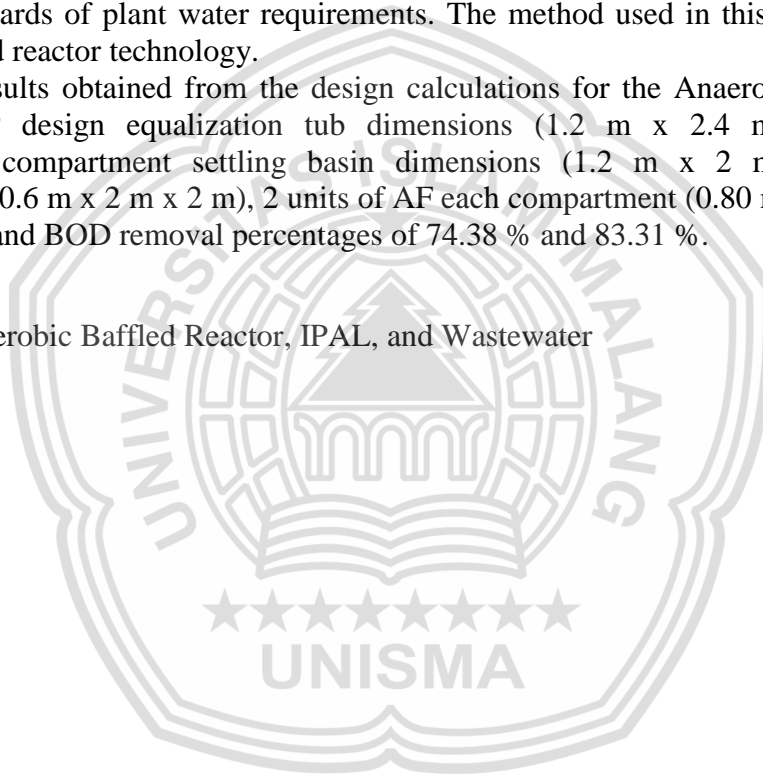 ards of plant water requirements. The method used in this
d reactor technology.
sults obtained from the design calculations for the Anaero
design equalization tub dimensions (1.2 m x 2.4 m
compartment settling basin dimensions (1.2 m x 2 m
0.6 m x 2 m x 2 m), 2 units of AF each compartment (0.80 m
and BOD removal percentages of 74.38 % and 83.31 %.
erobic Baffled Reactor, IPAL, and Wastewater
UNIVERSITAS ISLAM MALANG
UNISMA